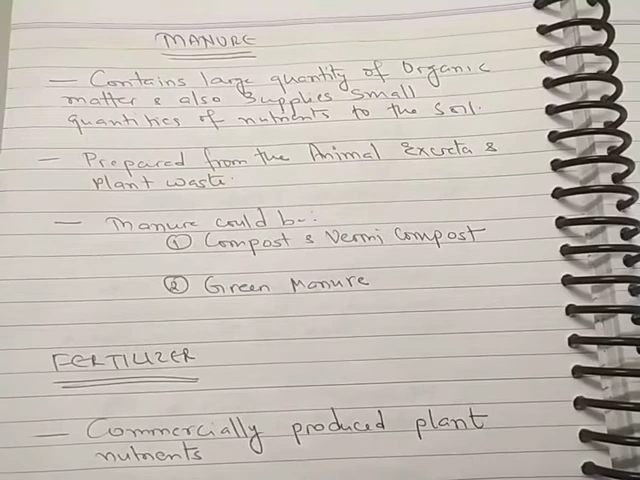 MANURE
- Contains large quantity of Organic
matter & also Supplies Small
quantities of nutrients to the Soil.
- Prepared from the Animal Excreta &
plant waste.
- Manure could be:
① Compost & Vermi Compost
② Green Manure
FERTILIZER
- Commercially produced plant
nutrients